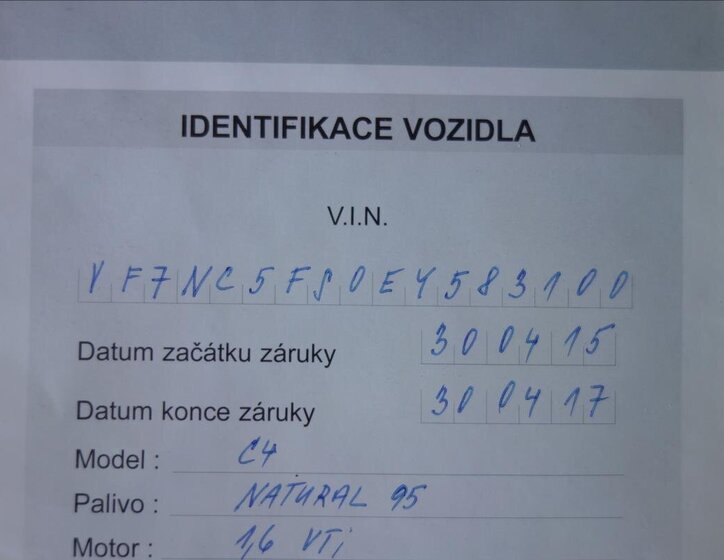 IDENTIFIKACE VOZIDLA
V.I.N.
VF7NC5FS0EY583100
Datum začátku záruky 300415
Datum konce záruky 300417
Model : C4
Palivo : NATURAL 95
Motor : 1,6 VTi